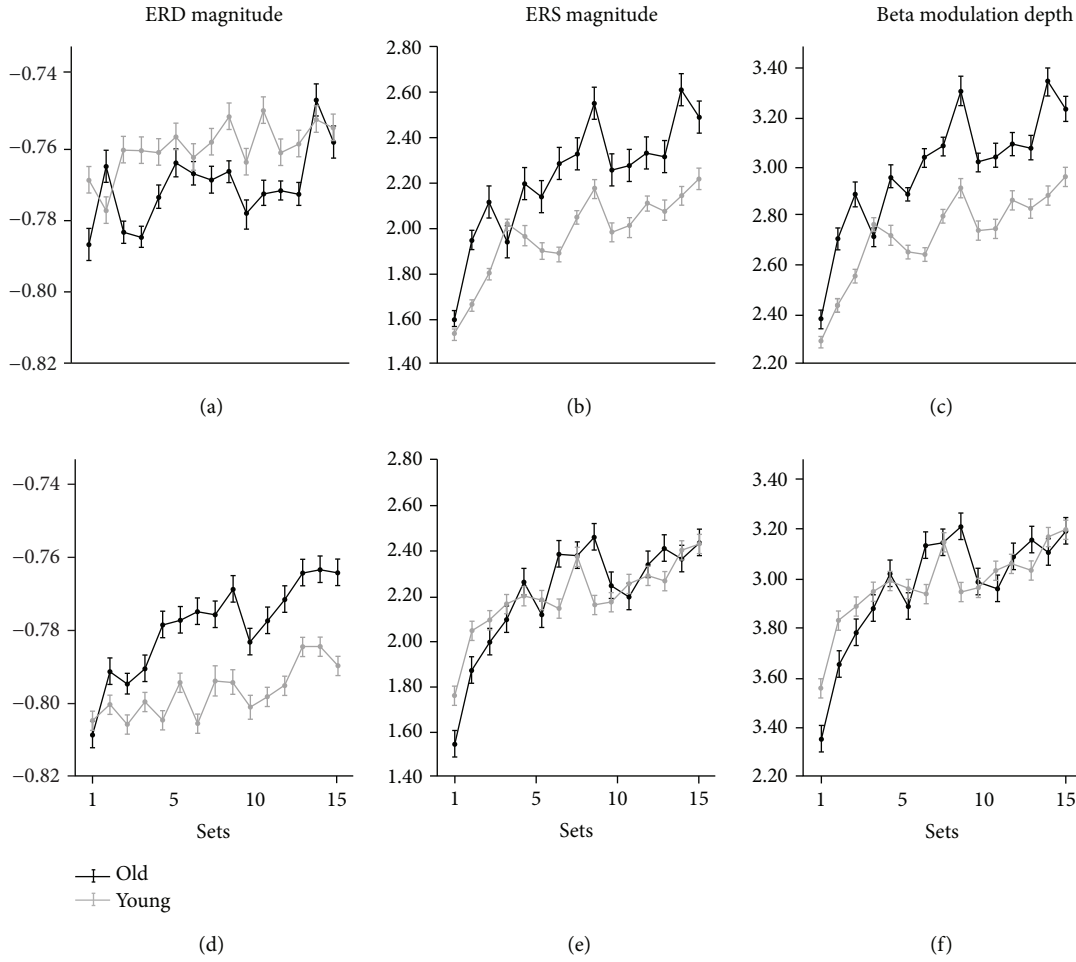 ERD magnitude
ERS magnitude
Beta modulation depth
−0.74
−0.76
−0.78
−0.80
−0.82
(a)
2.80
2.60
2.40
2.20
2.00
1.80
1.60
1.40
(b)
3.40
3.20
3.00
2.80
2.60
2.40
2.20
(c)
−0.74
−0.76
−0.78
−0.80
−0.82
1 5 10 15
Sets
Old
Young
(d)
2.80
2.60
2.40
2.20
2.00
1.80
1.60
1.40
1 5 10 15
Sets
(e)
3.40
3.20
3.00
3.80
3.60
3.40
2.20
1 5 10 15
Sets
(f)